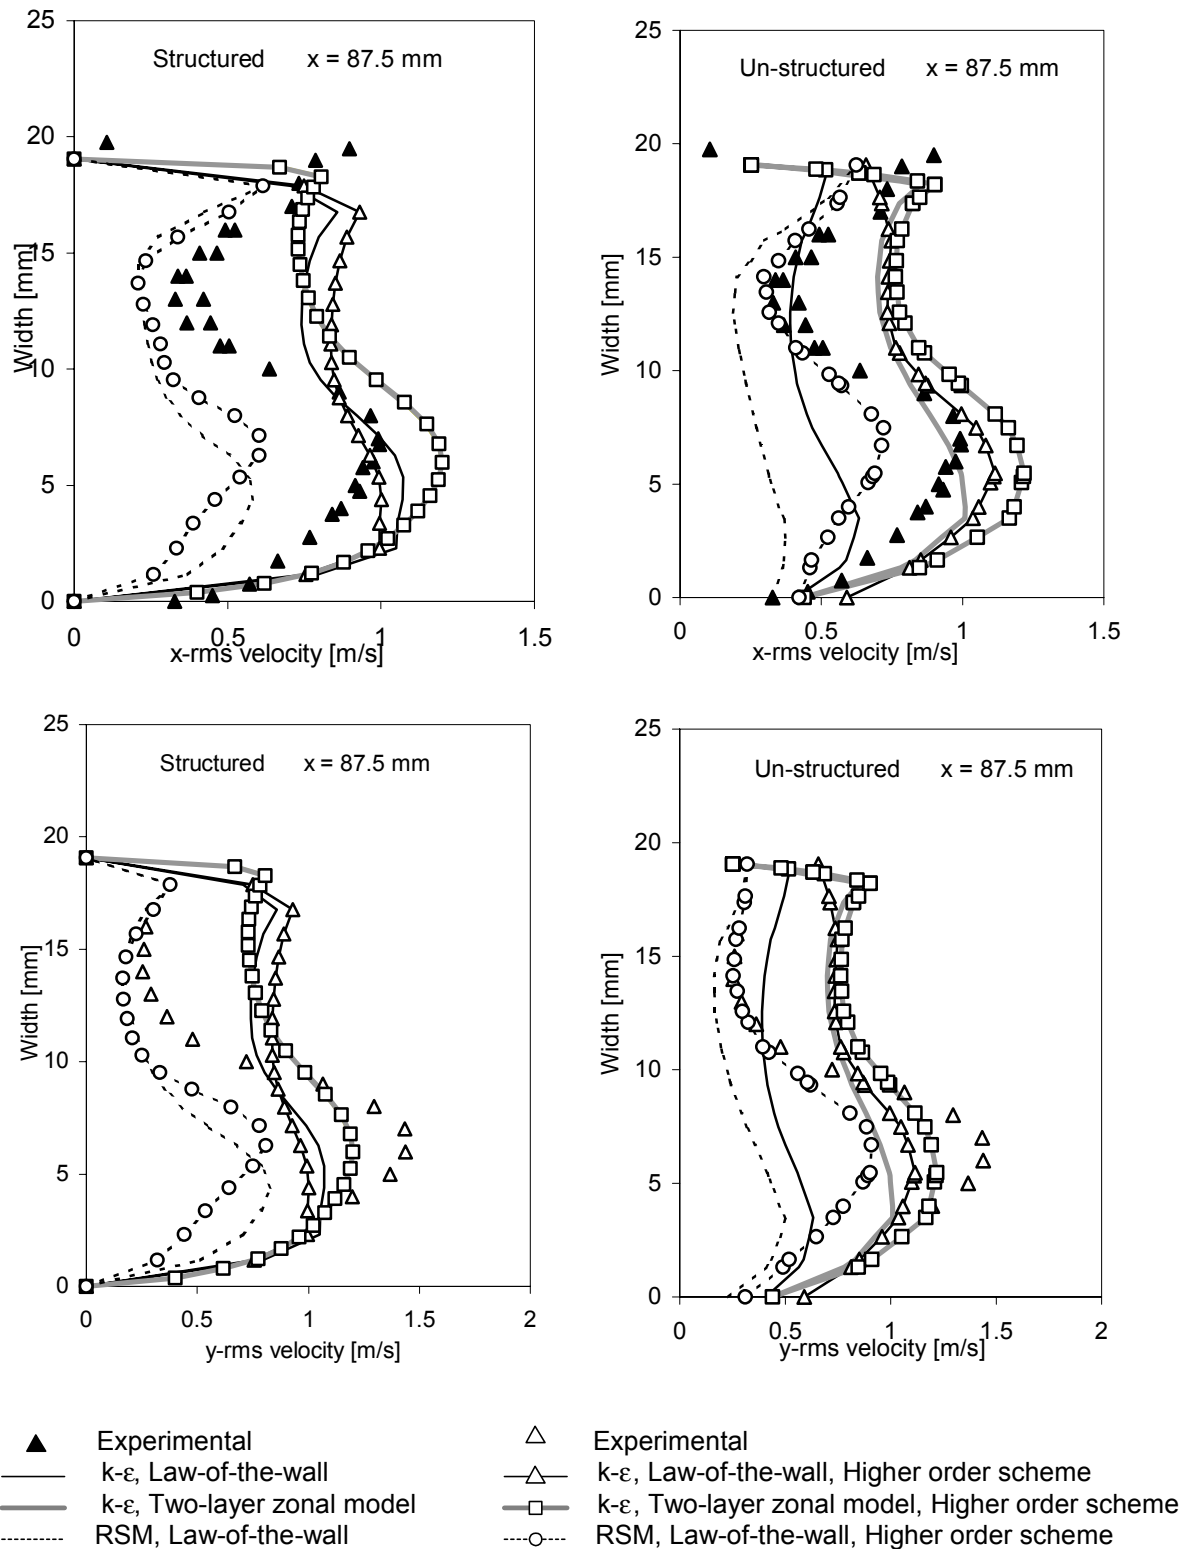 25
20
15
10
5
0
Width [mm]
Structured x = 87.5 mm
0 0.5 1 1.5
x-rms velocity [m/s]
25
20
15
10
5
0
Width [mm]
Un-structured x = 87.5 mm
0 0.5 1 1.5
x-rms velocity [m/s]
25
20
15
10
5
0
Width [mm]
Structured x = 87.5 mm
0 0.5 1 1.5 2
y-rms velocity [m/s]
25
20
15
10
5
0
Width [mm]
Un-structured x = 87.5 mm
0 0.5 1 1.5 2
y-rms velocity [m/s]
Experimental
k-ε, Law-of-the-wall
k-ε, Two-layer zonal model
RSM, Law-of-the-wall
Experimental
k-ε, Law-of-the-wall, Higher order scheme
k-ε, Two-layer zonal model, Higher order scheme
RSM, Law-of-the-wall, Higher order scheme